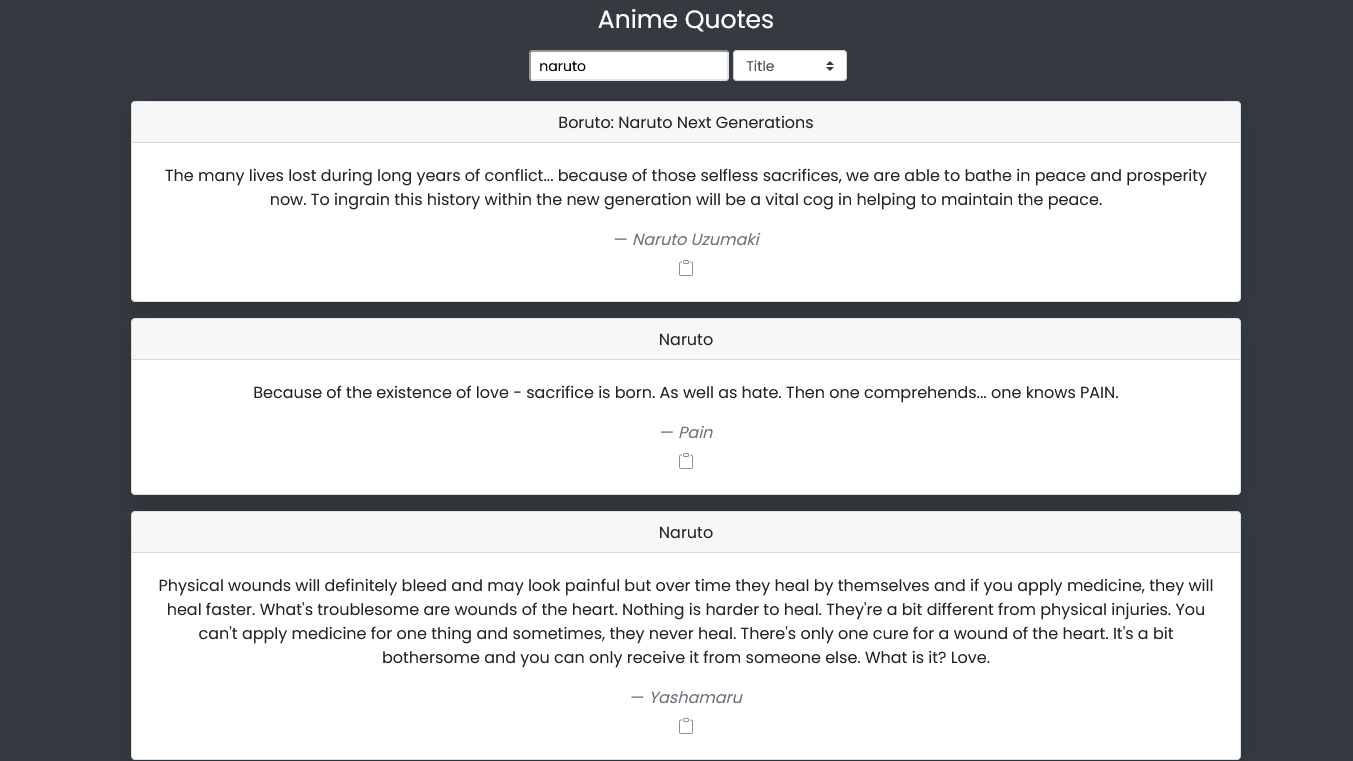 Anime Quotes
naruto
Title
Boruto: Naruto Next Generations
The many lives lost during long years of conflict... because of those selfless sacrifices, we are able to bathe in peace and prosperity
now. To ingrain this history within the new generation will be a vital cog in helping to maintain the peace.
— Naruto Uzumaki
Naruto
Because of the existence of love - sacrifice is born. As well as hate. Then one comprehends... one knows PAIN.
— Pain
Naruto
Physical wounds will definitely bleed and may look painful but over time they heal by themselves and if you apply medicine, they will
heal faster. What's troublesome are wounds of the heart. Nothing is harder to heal. They're a bit different from physical injuries. You
can't apply medicine for one thing and sometimes, they never heal. There's only one cure for a wound of the heart. It's a bit
bothersome and you can only receive it from someone else. What is it? Love.
— Yashamaru